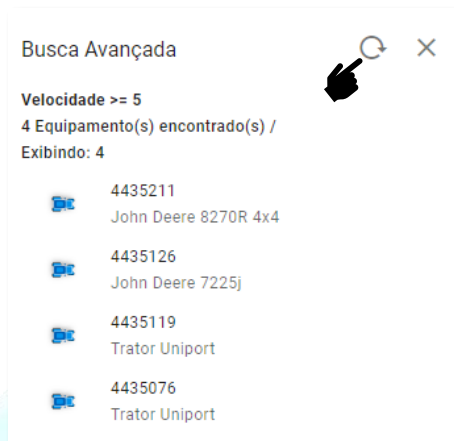 Busca Avançada
Velocidade >= 5
4 Equipamento(s) encontrado(s) /
Exibindo: 4
4435211
John Deere 8270R 4x4
4435126
John Deere 7225j
4435119
Trator Uniport
4435076
Trator Uniport